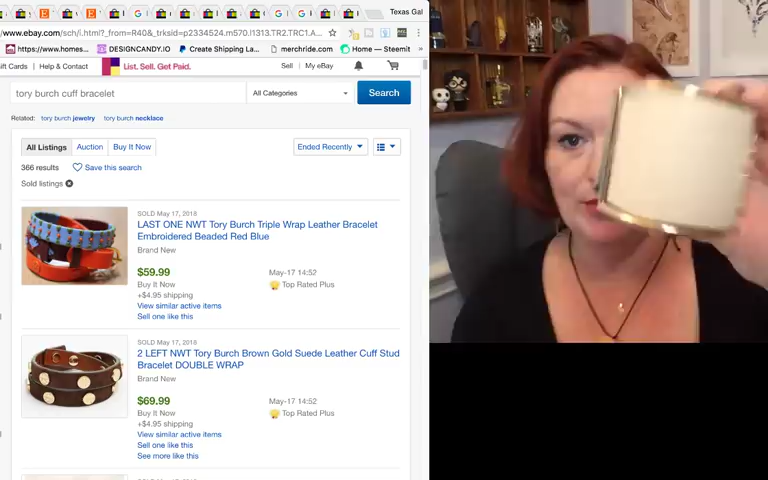 Texas Gal
www.ebay.com/sch/i.html?_from=R40&_trksid=p2334524.m570.l1313.TR2.TRC1.A...
https://www.homes...
DESIGNCANDY.IO
Create Shipping La...
merchride.com
Home — Steemit
ift Cards
Help & Contact
List. Sell. Get Paid.
Sell
My eBay
tory burch cuff bracelet
All Categories
Search
Related: tory burch jewelry tory burch necklace
All Listings
Auction
Buy It Now
Ended Recently
366 results
Save this search
Sold listings
SOLD May 17, 2018
LAST ONE NWT Tory Burch Triple Wrap Leather Bracelet
Embroidered Beaded Red Blue
Brand New
$59.99
May-17 14:52
Buy It Now
Top Rated Plus
+$4.95 shipping
View similar active items
Sell one like this
SOLD May 17, 2018
2 LEFT NWT Tory Burch Brown Gold Suede Leather Cuff Stud
Bracelet DOUBLE WRAP
Brand New
$69.99
May-17 14:52
Buy It Now
Top Rated Plus
+$4.95 shipping
View similar active items
Sell one like this
See more like this